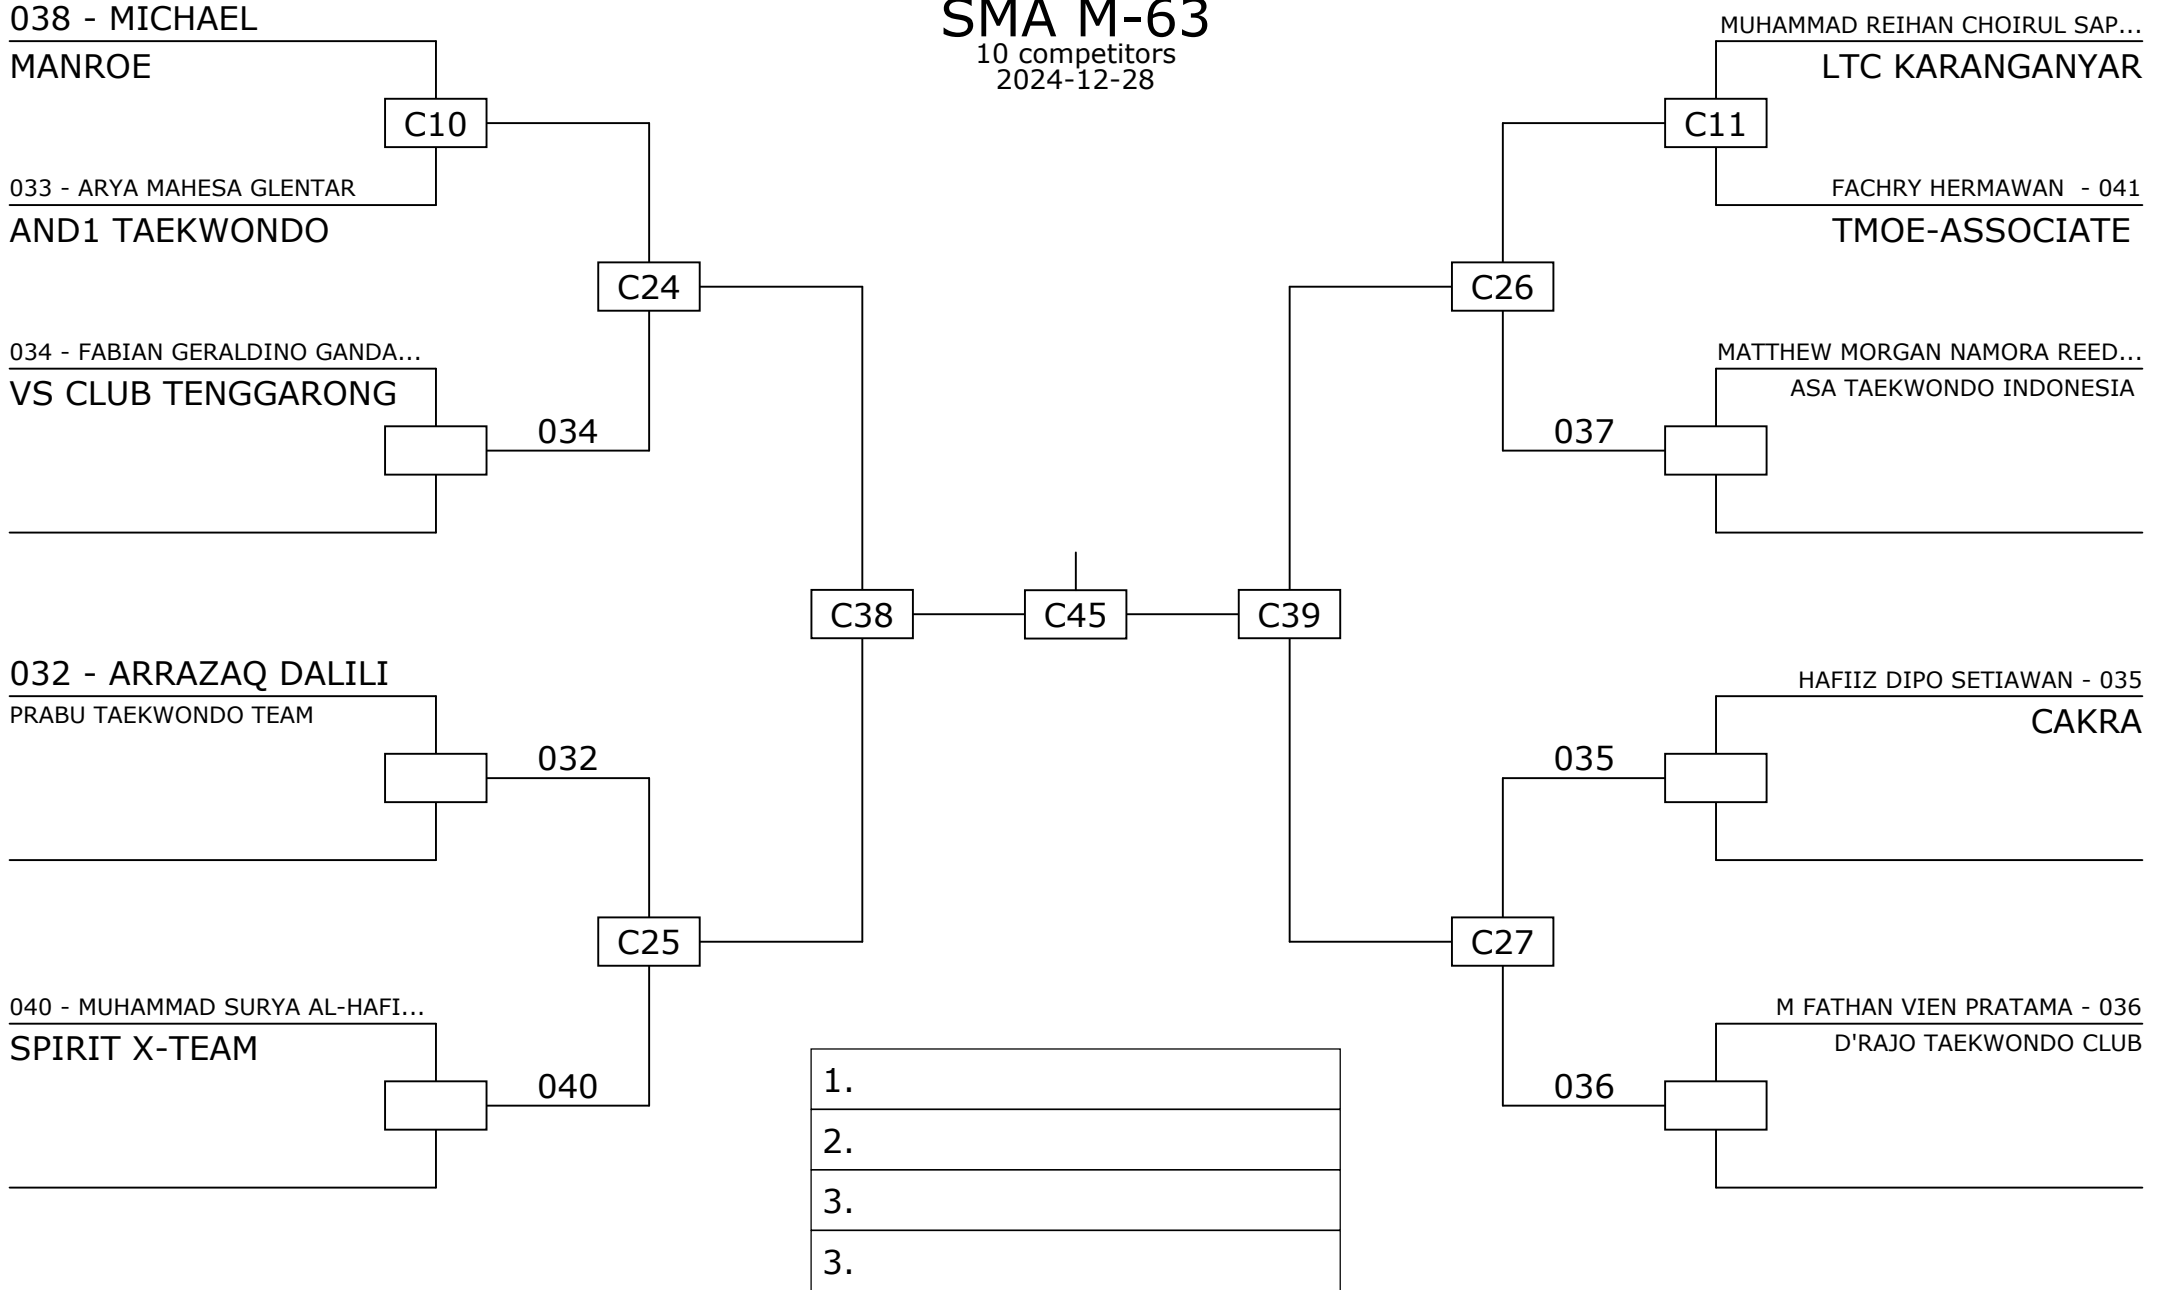 038 - MICHAEL
MANROE
C10
033 - ARYA MAHESA GLENTAR
AND1 TAEKWONDO
C24
034 - FABIAN GERALDINO GANDA...
VS CLUB TENGGARONG
034
032 - ARRAZAQ DALILI
PRABU TAEKWONDO TEAM
032
C25
040 - MUHAMMAD SURYA AL-HAFI...
SPIRIT X-TEAM
040
SMA M-63
10 competitors
2024-12-28
C38
C45
C39
1.
2.
3.
3.
MUHAMMAD REIHAN CHOIRUL SAP...
LTC KARANGANYAR
C11
FACHRY HERMAWAN  - 041
TMOE-ASSOCIATE
C26
MATTHEW MORGAN NAMORA REED...
ASA TAEKWONDO INDONESIA
037
HAFIIZ DIPO SETIAWAN - 035
CAKRA
035
C27
M FATHAN VIEN PRATAMA - 036
D'RAJO TAEKWONDO CLUB
036